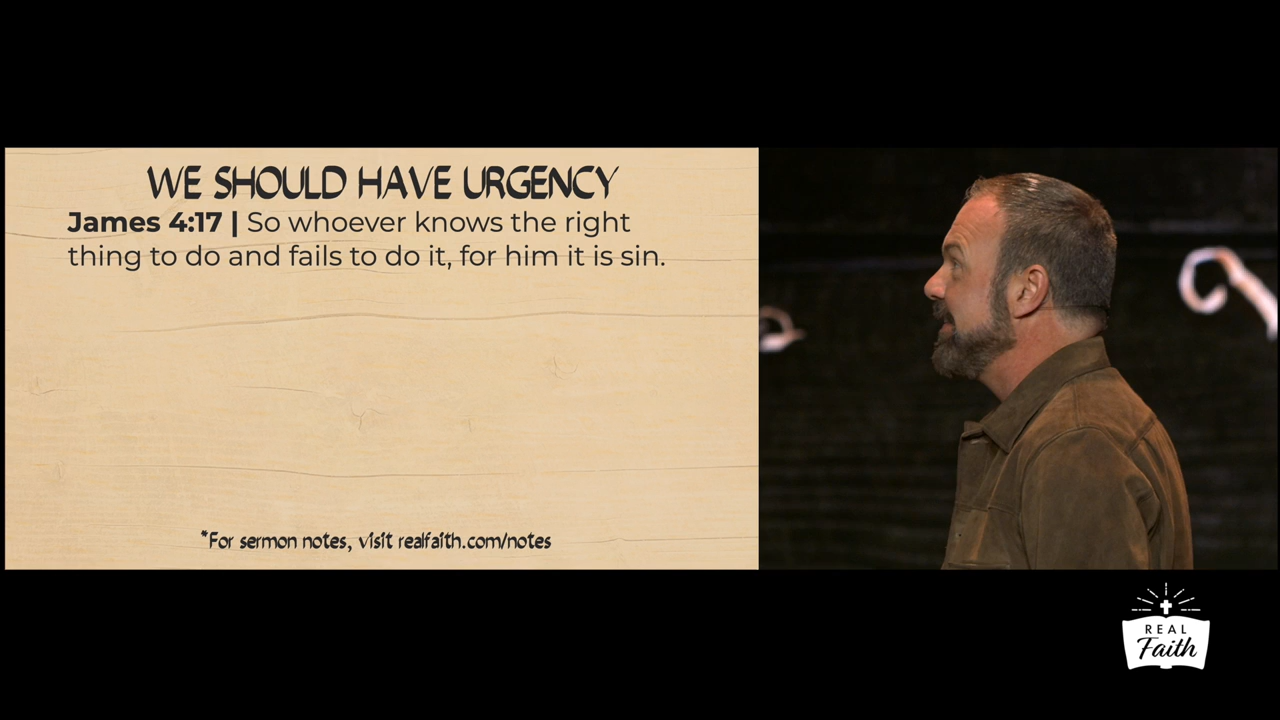 WE SHOULD HAVE URGENCY
James 4:17 | So whoever knows the right
thing to do and fails to do it, for him it is sin.
*For sermon notes, visit realfaith.com/notes
REAL
Faith